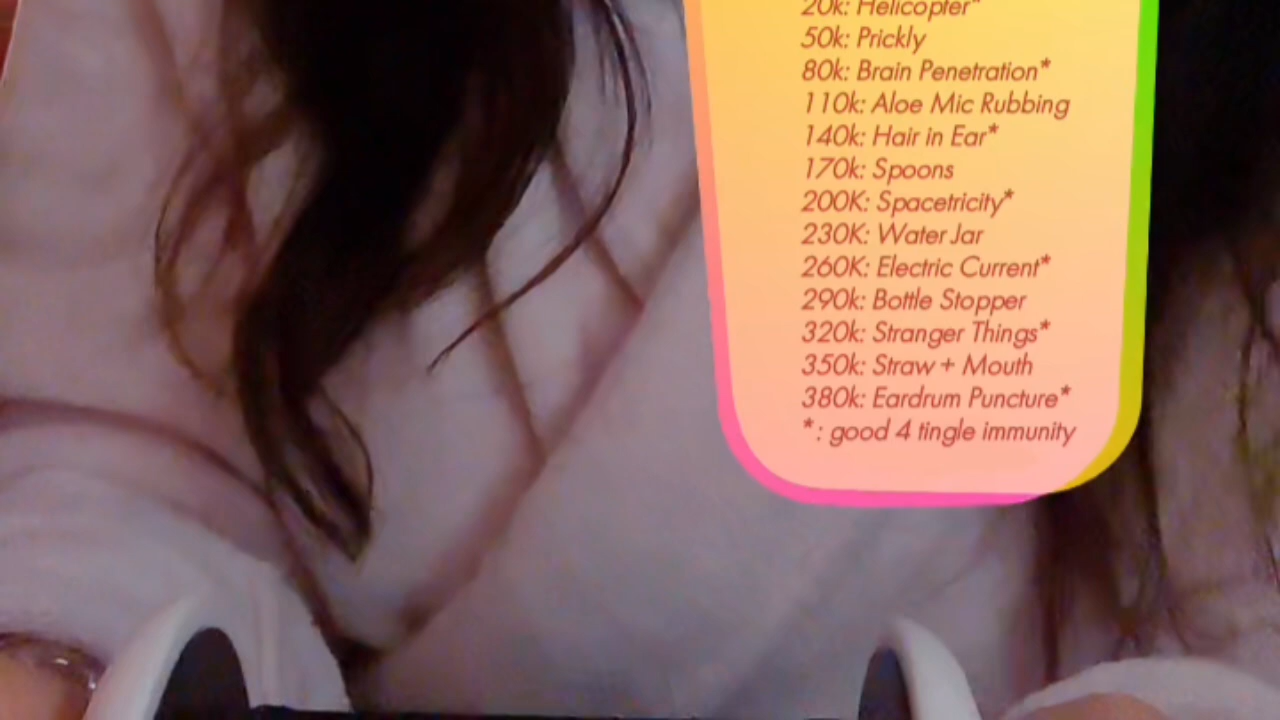 20k: Helicopter*
50k: Prickly
80k: Brain Penetration*
110k: Aloe Mic Rubbing
140k: Hair in Ear*
170k: Spoons
200K: Spacetricity*
230K: Water Jar
260K: Electric Current*
290k: Bottle Stopper
320k: Stranger Things*
350k: Straw + Mouth
380k: Eardrum Puncture*
*: good 4 tingle immunity